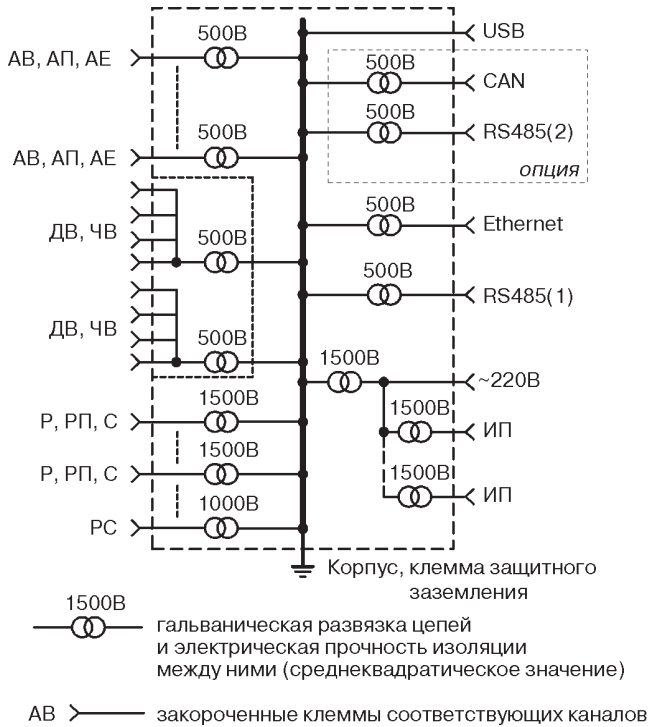 500В
АВ, АП, АЕ
USB
500В
CAN
500В
RS485(2)
опция
500В
АВ, АП, АЕ
500В
ДВ, ЧВ
500В
Ethernet
500В
RS485(1)
500В
ДВ, ЧВ
1500В
~220В
1500В
Р, РП, С
1500В
ИП
1500В
Р, РП, С
1500В
ИП
1000В
РС
Корпус, клемма защитного
заземления
1500В
гальваническая развязка цепей
и электрическая прочность изоляции
между ними (среднеквадратическое значение)
АВ
закороченные клеммы соответствующих каналов